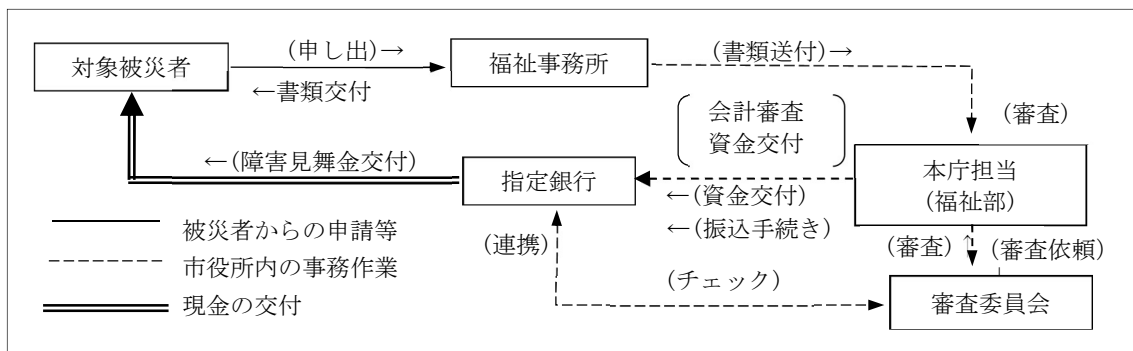 対象被災者
(申し出)→
←書類交付
福祉事務所
(書類送付)→
会計審査
資金交付
(審査)
←(障害見舞金交付)
指定銀行
←(資金交付)
←(振込手続き)
本庁担当
(福祉部)
被災者からの申請等
市役所内の事務作業
現金の交付
(連携)
(チェック)
(審査)↑
(審査依頼)
審査委員会